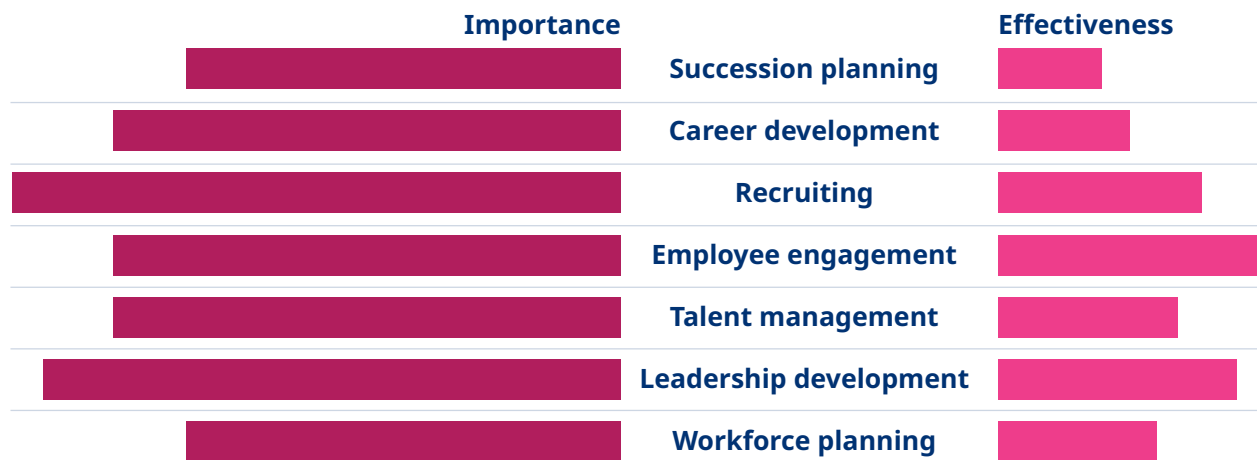 Importance
Effectiveness
Succession planning
Career development
Recruiting
Employee engagement
Talent management
Leadership development
Workforce planning